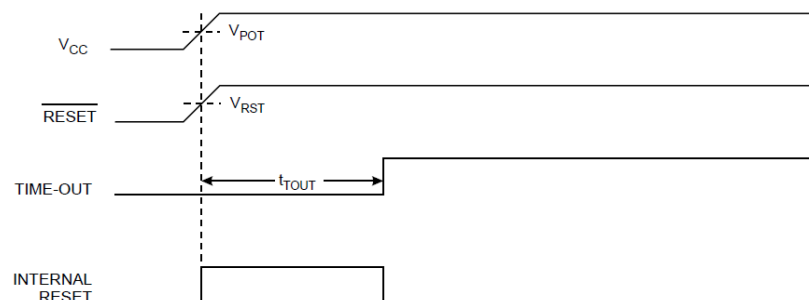 VCC
VPOT
RESET
VRST
TIME-OUT
tTOUT
INTERNAL
RESET